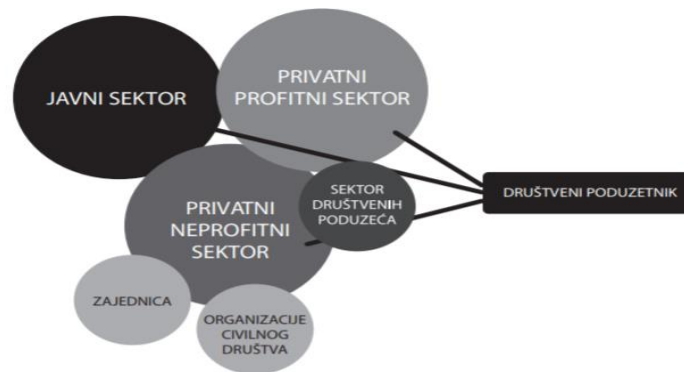 JAVNI SEKTOR
PRIVATNI
PROFITNI SEKTOR
SEKTOR
DRUŠTVENIH
PODUZEĆA
DRUŠTVENI PODUZETNIK
PRIVATNI
NEPROFITNI
SEKTOR
ZAJEDNICA
ORGANIZACIJE
CIVILNOG
DRUŠTVA